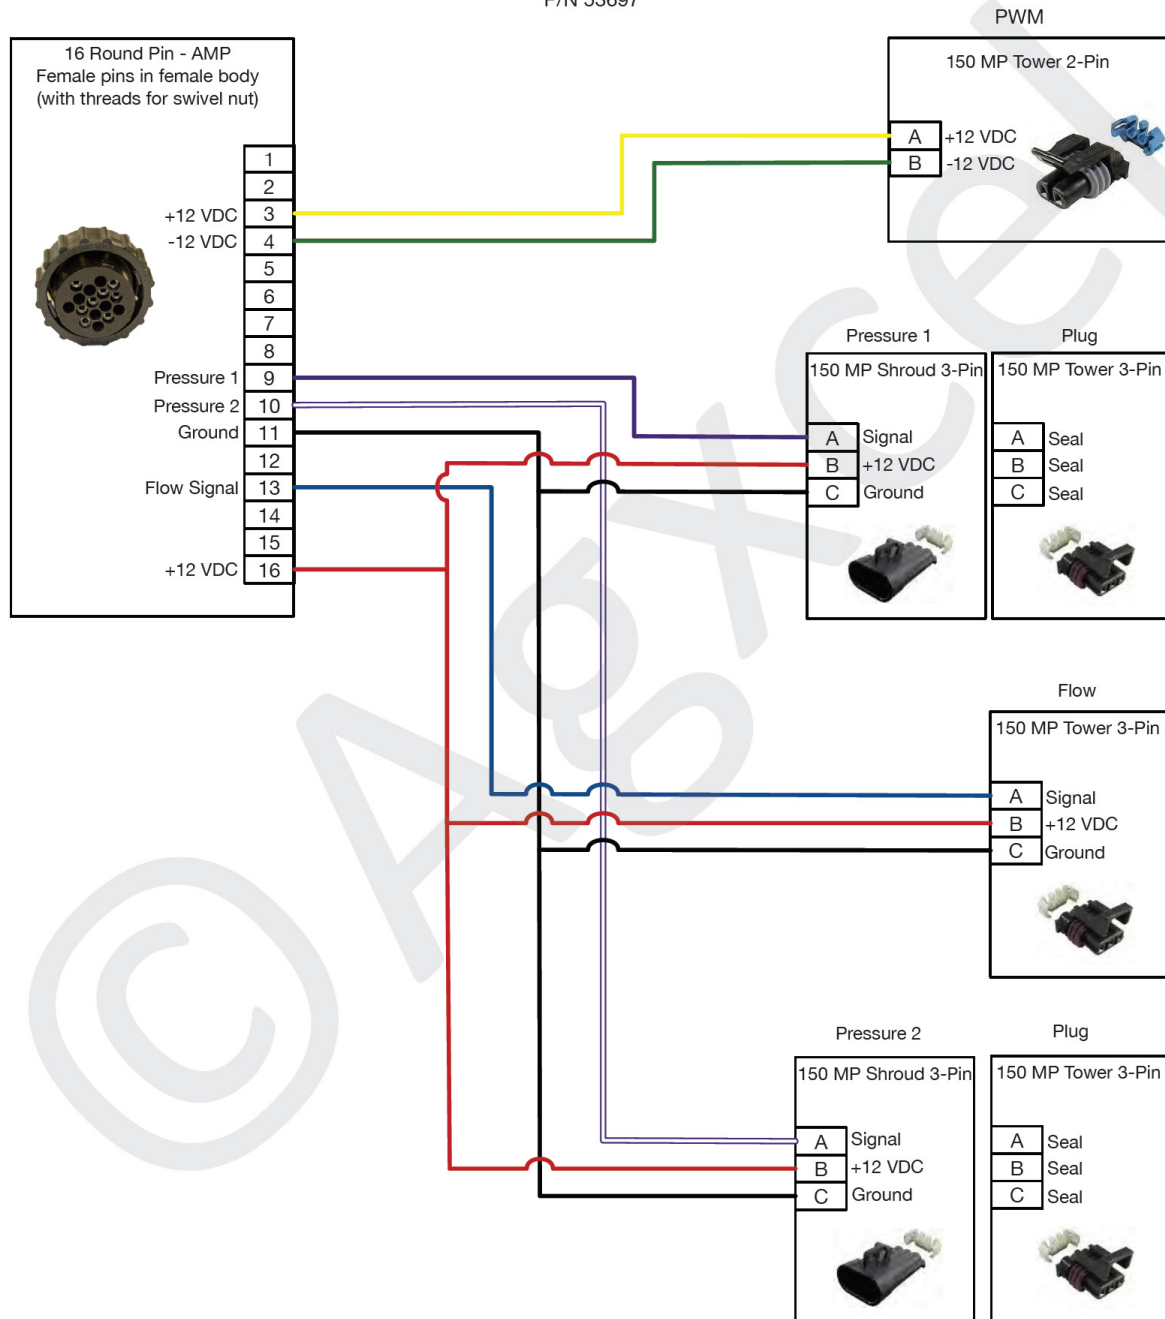 P/N 53697
16 Round Pin - AMP
Female pins in female body
(with threads for swivel nut)
1
2
+12 VDC 3
-12 VDC 4
5
6
7
8
Pressure 1 9
Pressure 2 10
Ground 11
12
Flow Signal 13
14
15
+12 VDC 16
PWM
150 MP Tower 2-Pin
A +12 VDC
B -12 VDC
Pressure 1
150 MP Shroud 3-Pin
A Signal
B +12 VDC
C Ground
Plug
150 MP Tower 3-Pin
A Seal
B Seal
C Seal
Flow
150 MP Tower 3-Pin
A Signal
B +12 VDC
C Ground
Pressure 2
150 MP Shroud 3-Pin
A Signal
B +12 VDC
C Ground
Plug
150 MP Tower 3-Pin
A Seal
B Seal
C Seal
©Agxcel